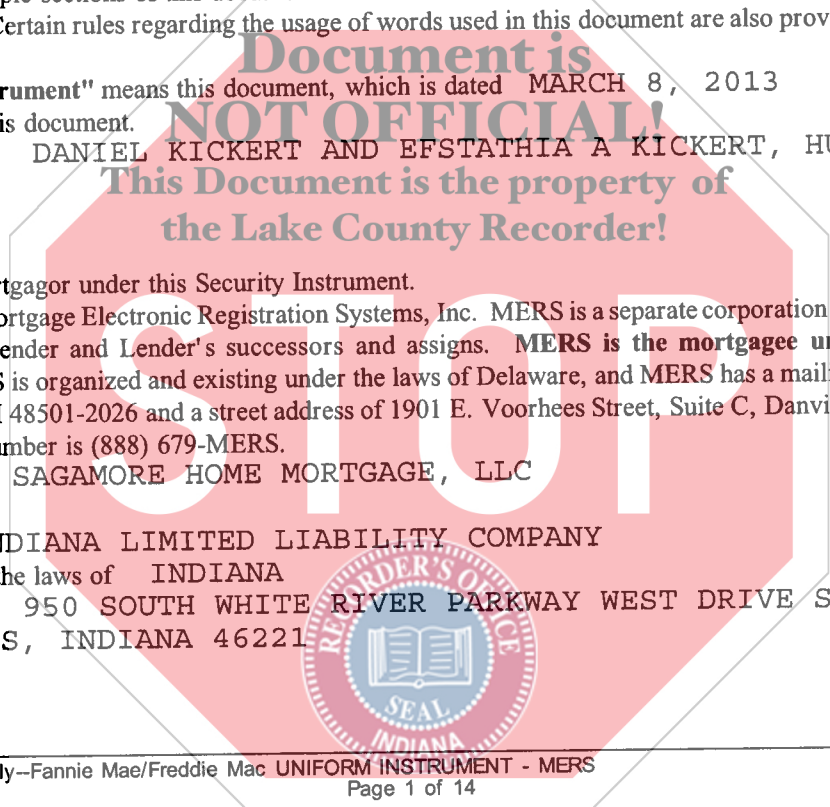 Certain rules regarding the usage of words used in this document are also prov
Document is
rument" means this document, which is dated MARCH 8, 2013
is document.
NOT OFFICIAL!
DANIEL KICKERT AND EFSTATHIA A KICKERT, HU
This Document is the property of
the Lake County Recorder!
rtgagor under this Security Instrument.
ortgage Electronic Registration Systems, Inc. MERS is a separate corporation
ender and Lender's successors and assigns. MERS is the mortgagee un
S is organized and existing under the laws of Delaware, and MERS has a maili
I 48501-2026 and a street address of 1901 E. Voorhees Street, Suite C, Danvi
umber is (888) 679-MERS.
STOP
SAGAMORE HOME MORTGAGE, LLC
NDIANA LIMITED LIABILITY COMPANY
he laws of INDIANA
950 SOUTH WHITE RIVER PARKWAY WEST DRIVE S
S, INDIANA 46221
RECORDER'S OFFICE
SEAL
INDIANA
ly--Fannie Mae/Freddie Mac UNIFORM INSTRUMENT - MERS
Page 1 of 14